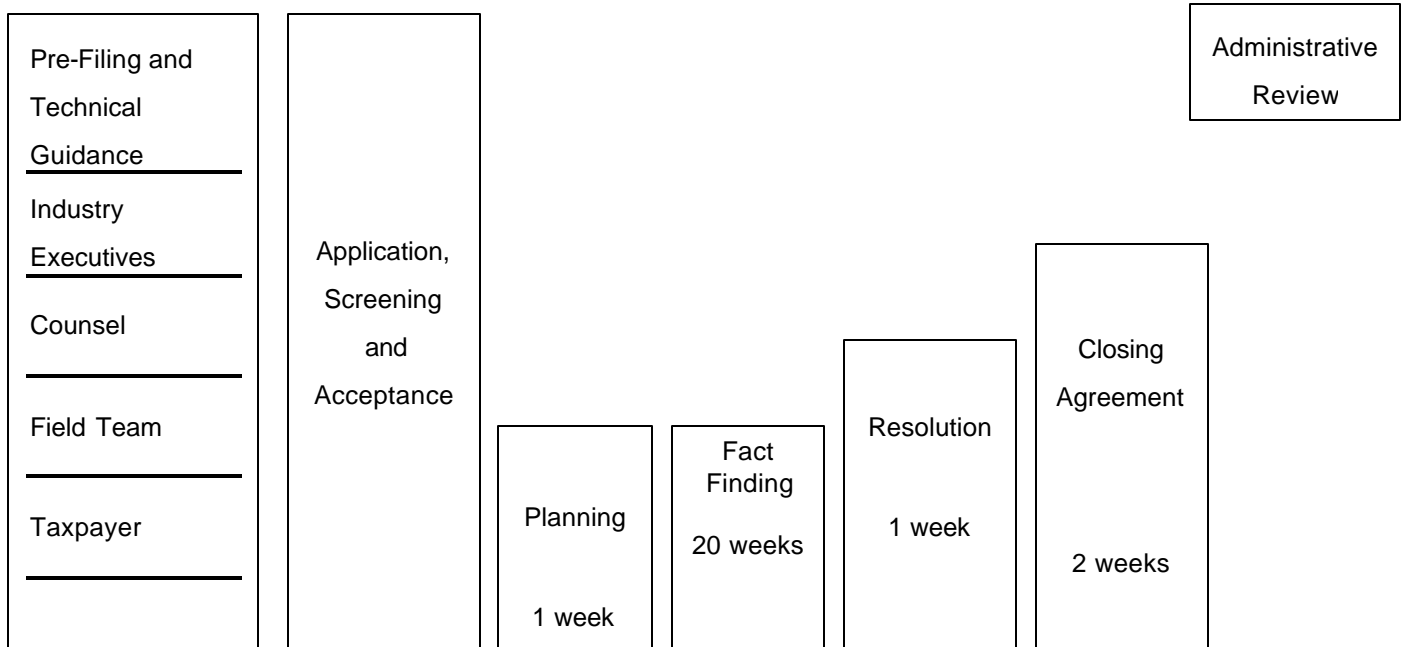 Pre-Filing and
Technical
Guidance
Industry
Executives
Counsel
Field Team
Taxpayer
Application,
Screening
and
Acceptance
Planning
1 week
Fact
Finding
20 weeks
Resolution
1 week
Closing
Agreement
2 weeks
Administrative
Review